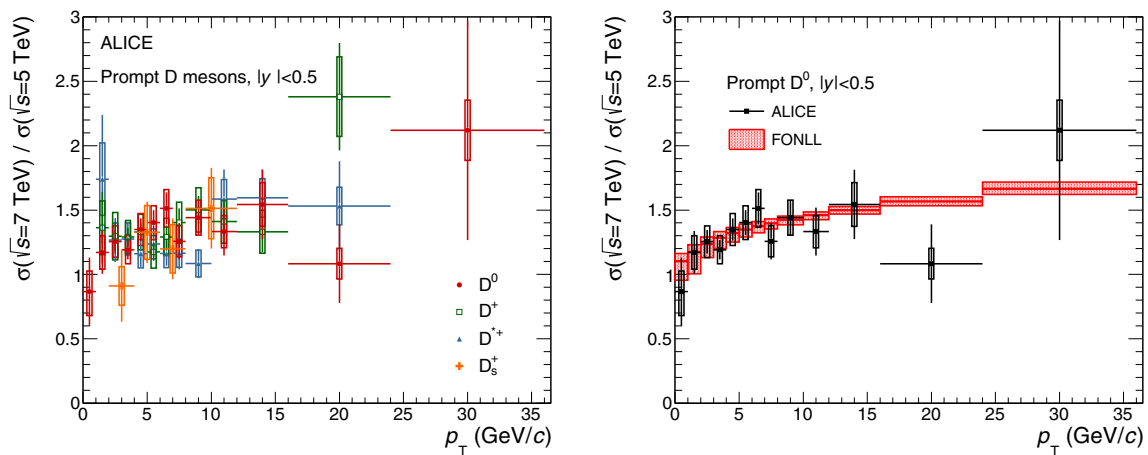 ALICE
Prompt D mesons, |y|<0.5
σ(√s=7 TeV) / σ(√s=5 TeV)
3
2.5
2
1.5
1
0.5
0
D⁰
D⁺
D*⁺
Dₛ⁺
0 5 10 15 20 25 30 35
p_T (GeV/c)
σ(√s=7 TeV) / σ(√s=5 TeV)
3
2.5
2
1.5
1
0.5
0
Prompt D⁰, |y|<0.5
ALICE
FONLL
0 5 10 15 20 25 30 35
p_T (GeV/c)